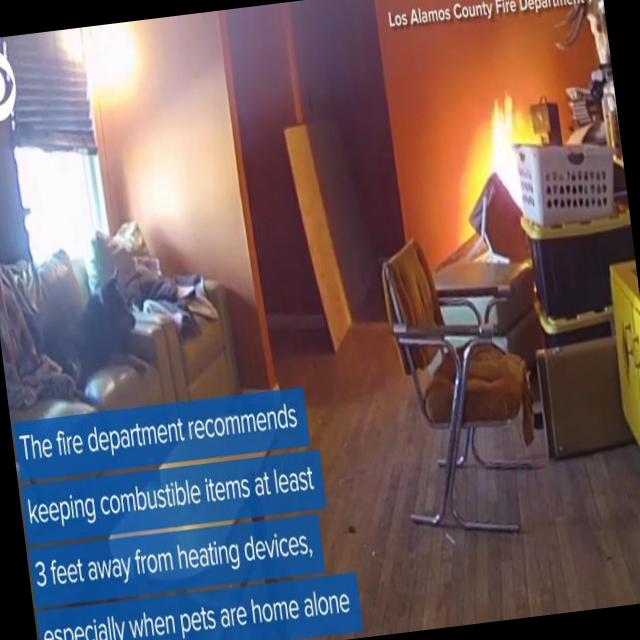 Los Alamos County Fire Department
The fire department recommends
keeping combustible items at least
3 feet away from heating devices,
especially when pets are home alone